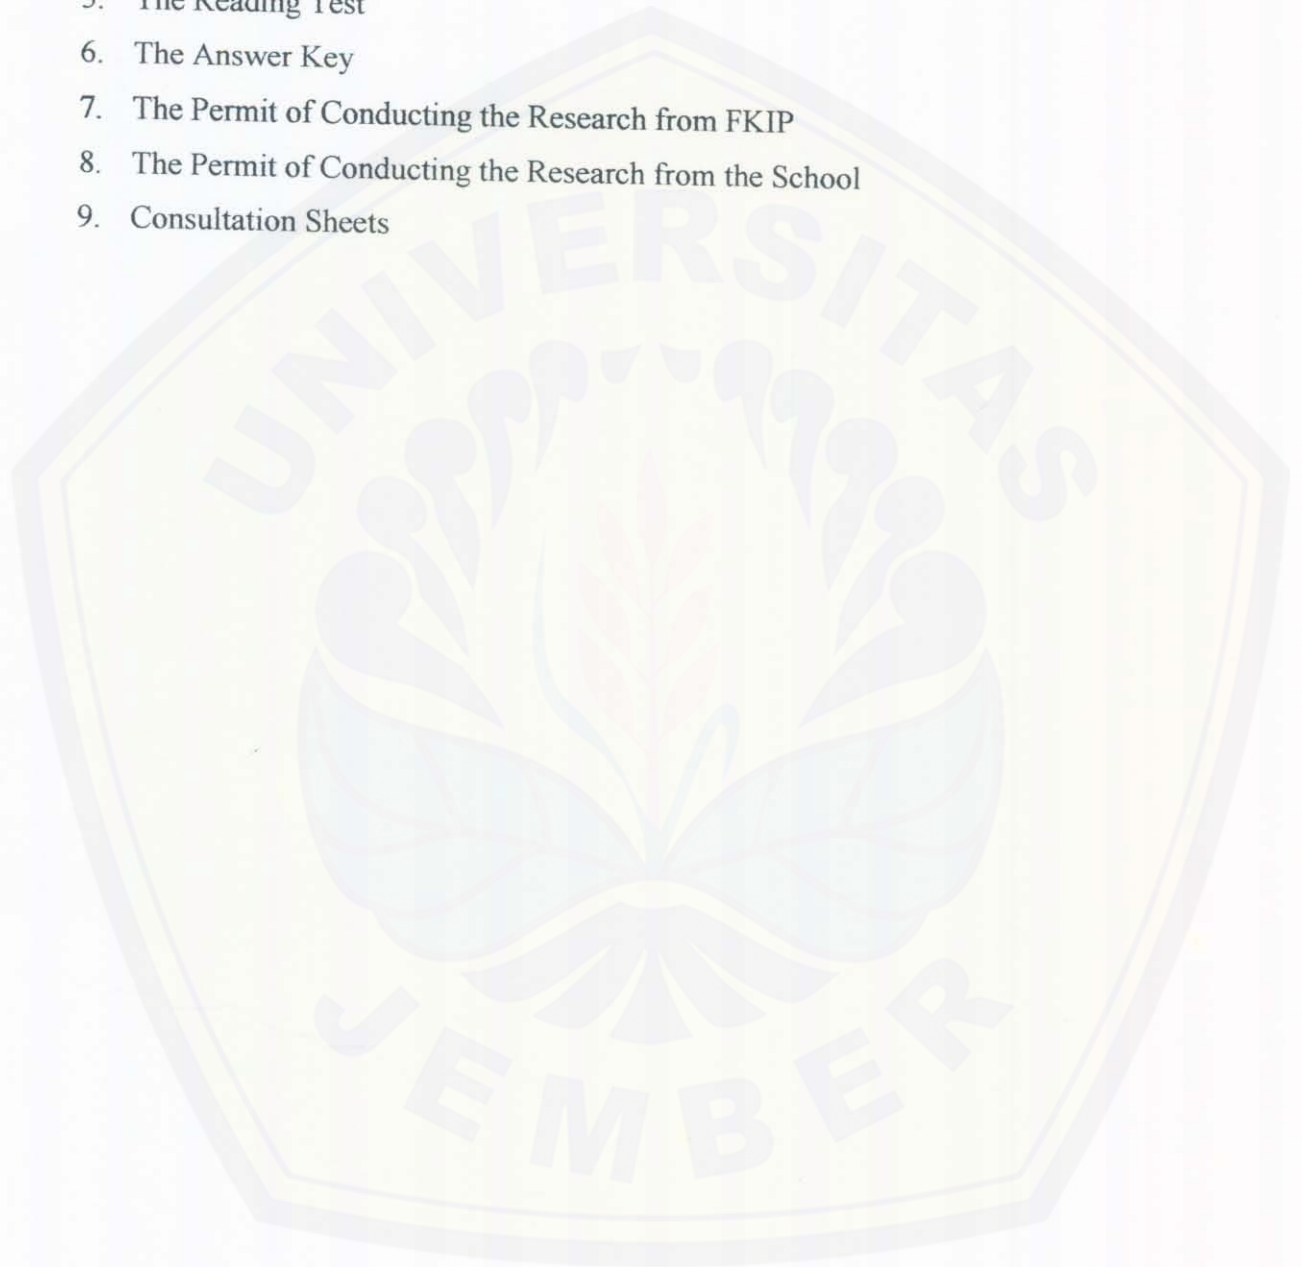 5. The Reading Test
6. The Answer Key
7. The Permit of Conducting the Research from FKIP
8. The Permit of Conducting the Research from the School
9. Consultation Sheets
UNIVERSITAS
JEMBER